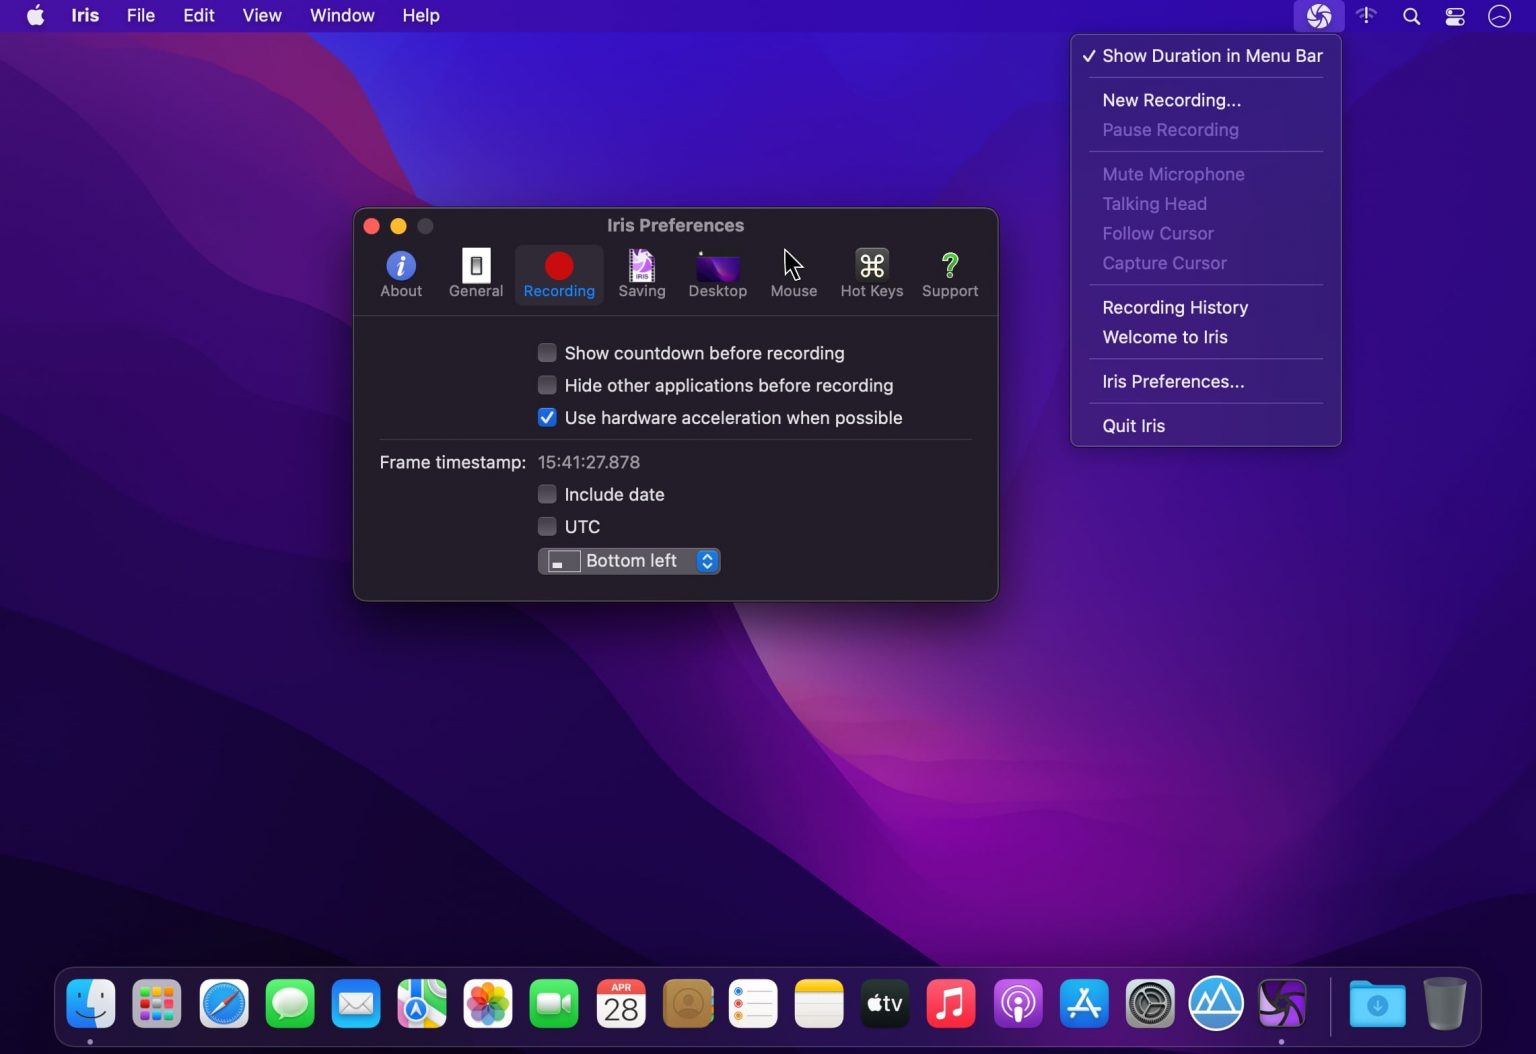 Iris File Edit View Window Help
✓ Show Duration in Menu Bar
New Recording...
Pause Recording
Mute Microphone
Talking Head
Follow Cursor
Capture Cursor
Recording History
Welcome to Iris
Iris Preferences...
Quit Iris
Iris Preferences
IRIS
About General Recording Saving Desktop Mouse Hot Keys Support
Show countdown before recording
Hide other applications before recording
Use hardware acceleration when possible
Frame timestamp: 15:41:27.878
Include date
UTC
Bottom left
APR
28
tv